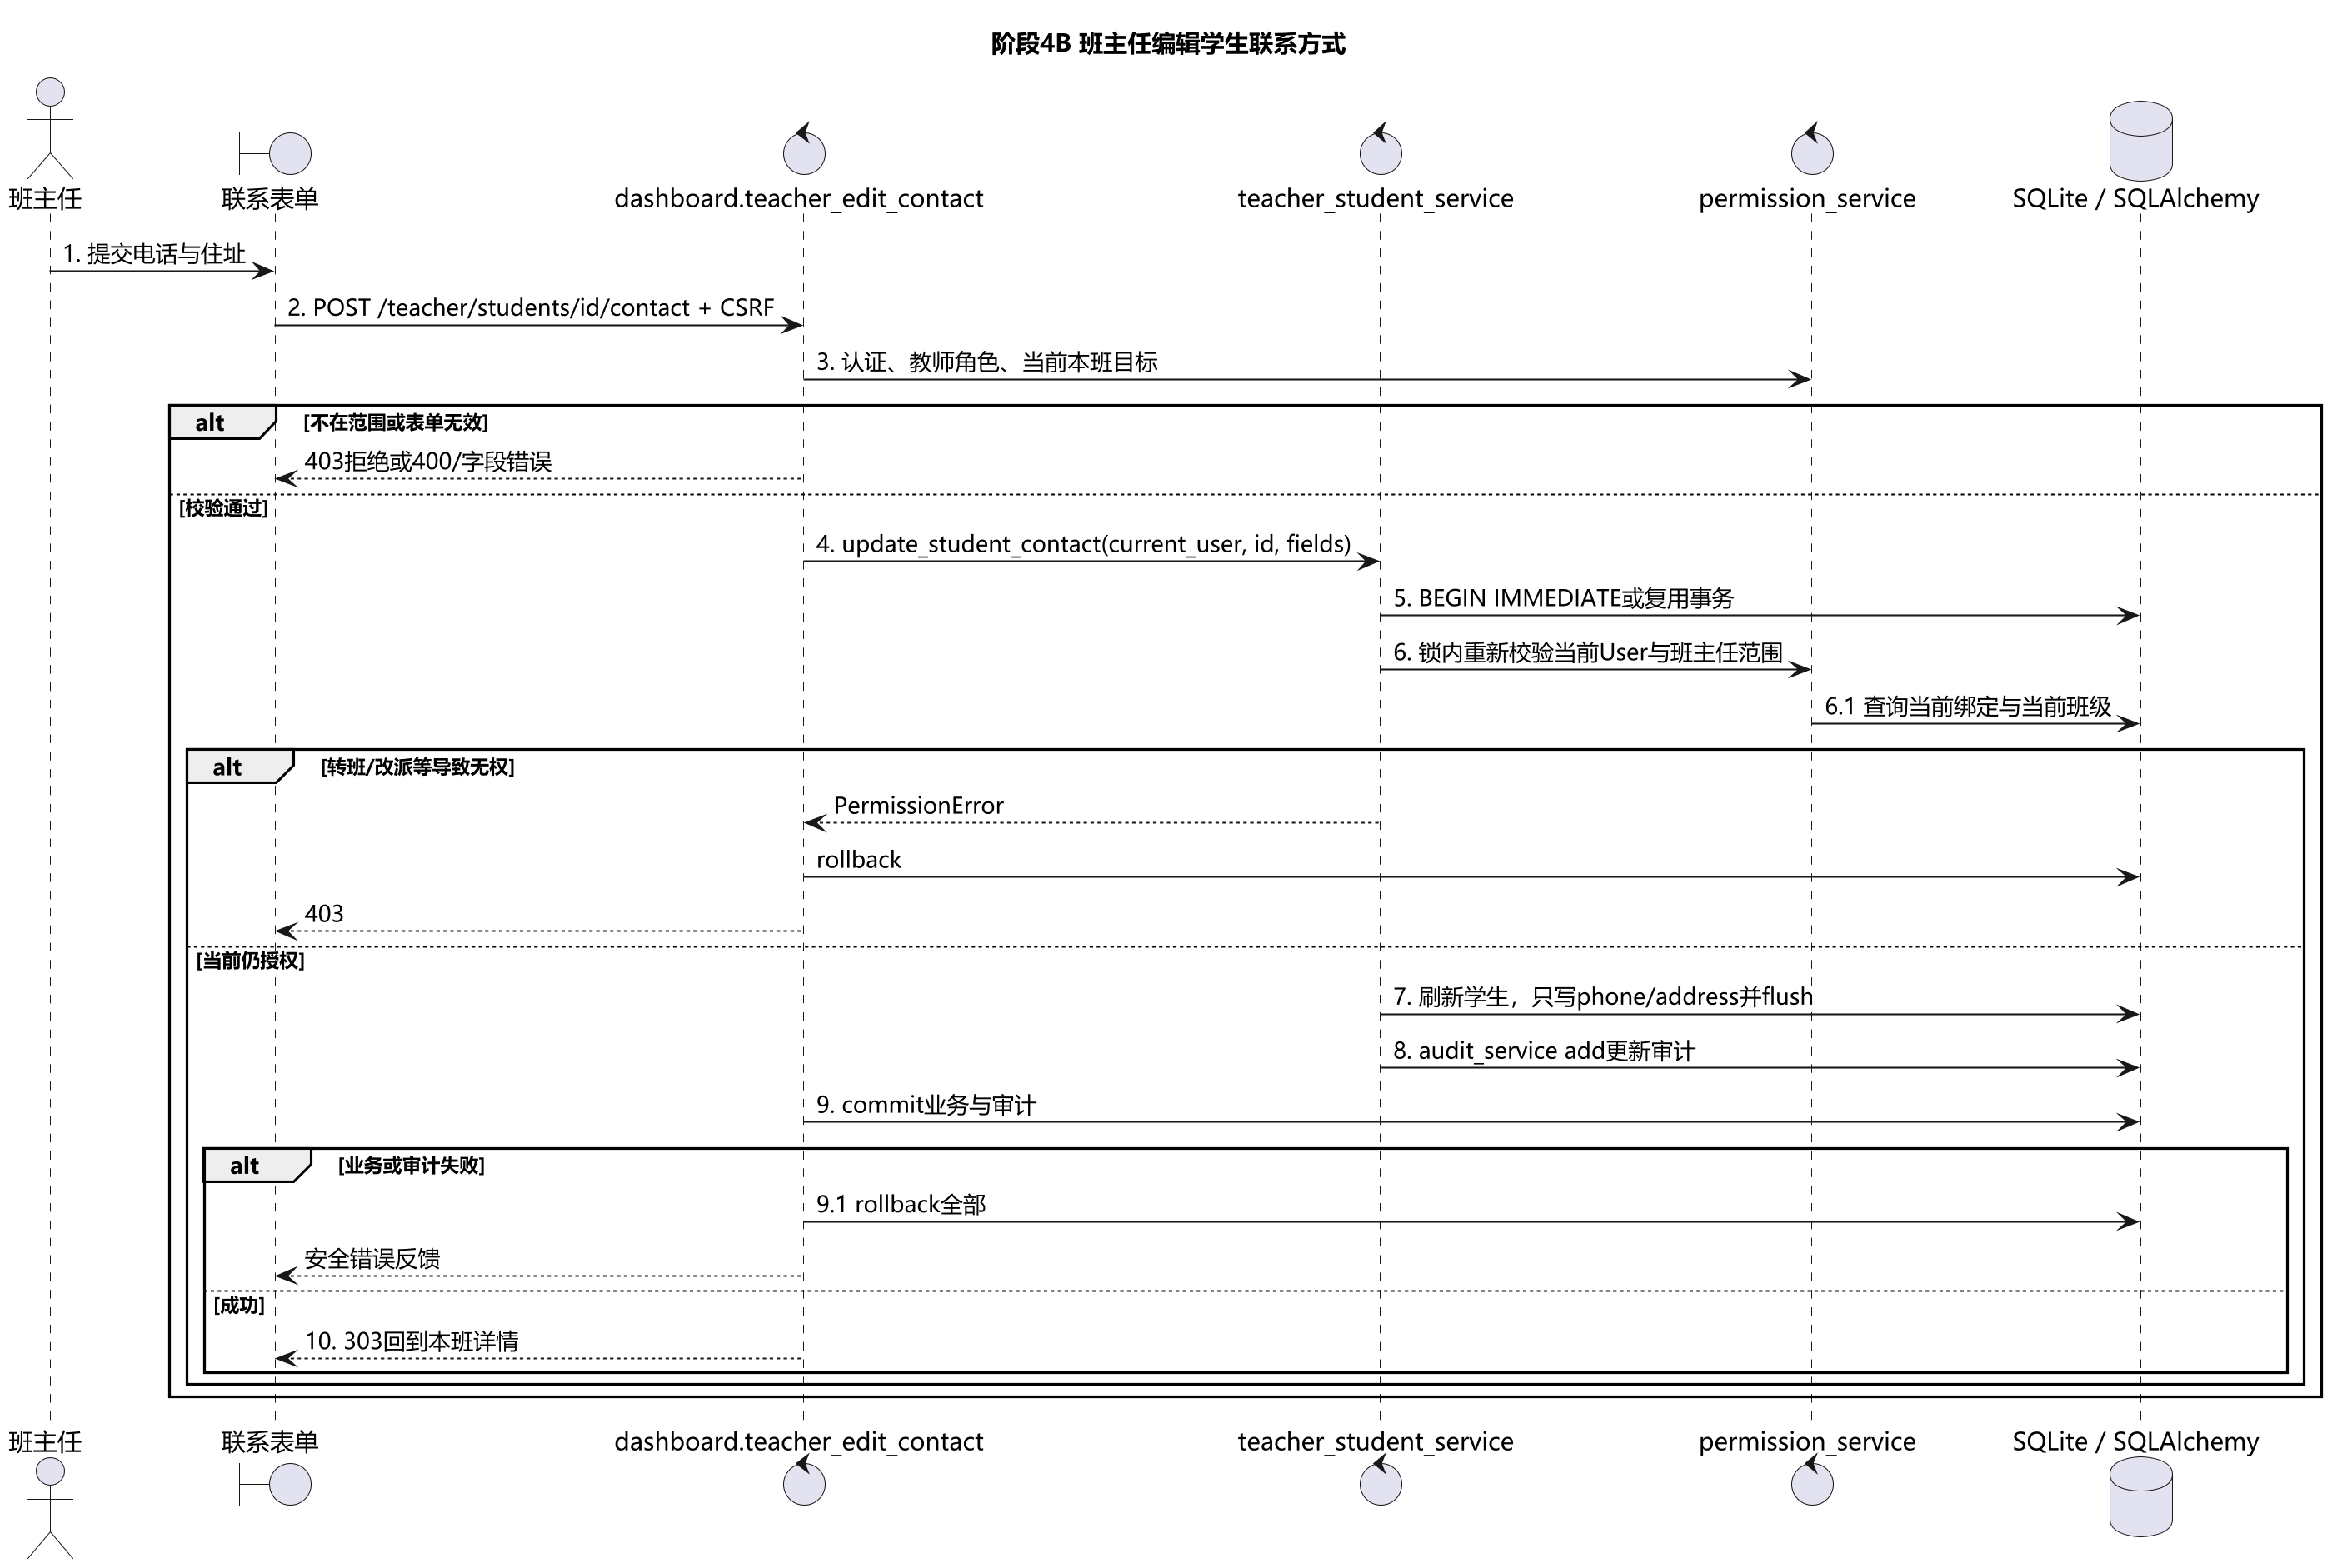 阶段4B 班主任编辑学生联系方式
班主任
联系表单
dashboard.teacher_edit_contact
teacher_student_service
permission_service
SQLite / SQLAlchemy
1. 提交电话与住址
2. POST /teacher/students/id/contact + CSRF
3. 认证、教师角色、当前本班目标
alt [不在范围或表单无效]
403拒绝或400/字段错误
[校验通过]
4. update_student_contact(current_user, id, fields)
5. BEGIN IMMEDIATE或复用事务
6. 锁内重新校验当前User与班主任范围
6.1 查询当前绑定与当前班级
alt [转班/改派等导致无权]
PermissionError
rollback
403
[当前仍授权]
7. 刷新学生，只写phone/address并flush
8. audit_service add更新审计
9. commit业务与审计
alt [业务或审计失败]
9.1 rollback全部
安全错误反馈
[成功]
10. 303回到本班详情
班主任
联系表单
dashboard.teacher_edit_contact
teacher_student_service
permission_service
SQLite / SQLAlchemy